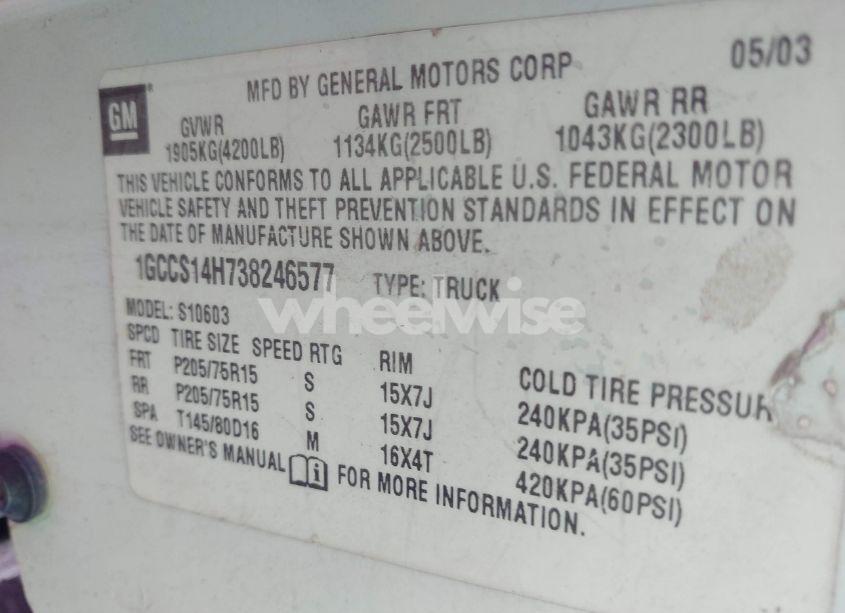 MFD BY GENERAL MOTORS CORP 05/03
GM
GVWR GAWR FRT GAWR RR
1905KG(4200LB) 1134KG(2500LB) 1043KG(2300LB)
THIS VEHICLE CONFORMS TO ALL APPLICABLE U.S. FEDERAL MOTOR
VEHICLE SAFETY AND THEFT PREVENTION STANDARDS IN EFFECT ON
THE DATE OF MANUFACTURE SHOWN ABOVE.
1GCCS14H738246577 TYPE: TRUCK
wheelwise
MODEL: S10603
SPCD TIRE SIZE SPEED RTG RIM COLD TIRE PRESSUR
FRT P205/75R15 S 15X7J 240KPA(35PSI)
RR P205/75R15 S 15X7J 240KPA(35PSI)
SPA T145/80D16 M 16X4T 420KPA(60PSI)
SEE OWNER'S MANUAL FOR MORE INFORMATION.